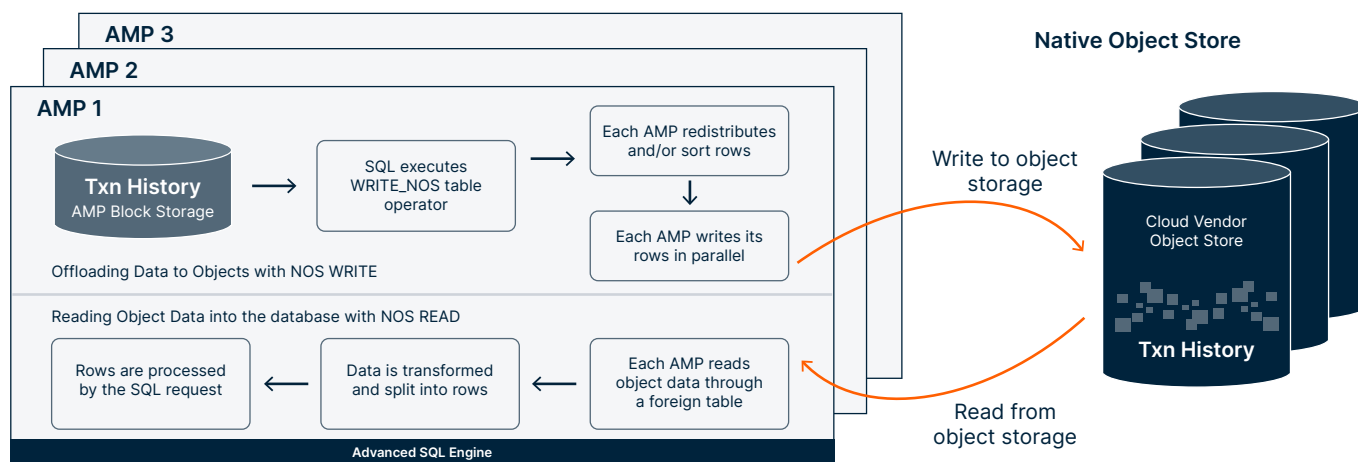 AMP 3
AMP 2
AMP 1
Native Object Store
Txn History
AMP Block Storage
SQL executes
WRITE_NOS table
operator
Each AMP redistributes
and/or sort rows
Each AMP writes its
rows in parallel
Offloading Data to Objects with NOS WRITE
Write to object
storage
Cloud Vendor
Object Store
Txn History
Reading Object Data into the database with NOS READ
Rows are processed
by the SQL request
Data is transformed
and split into rows
Each AMP reads
object data through
a foreign table
Read from
object storage
Advanced SQL Engine